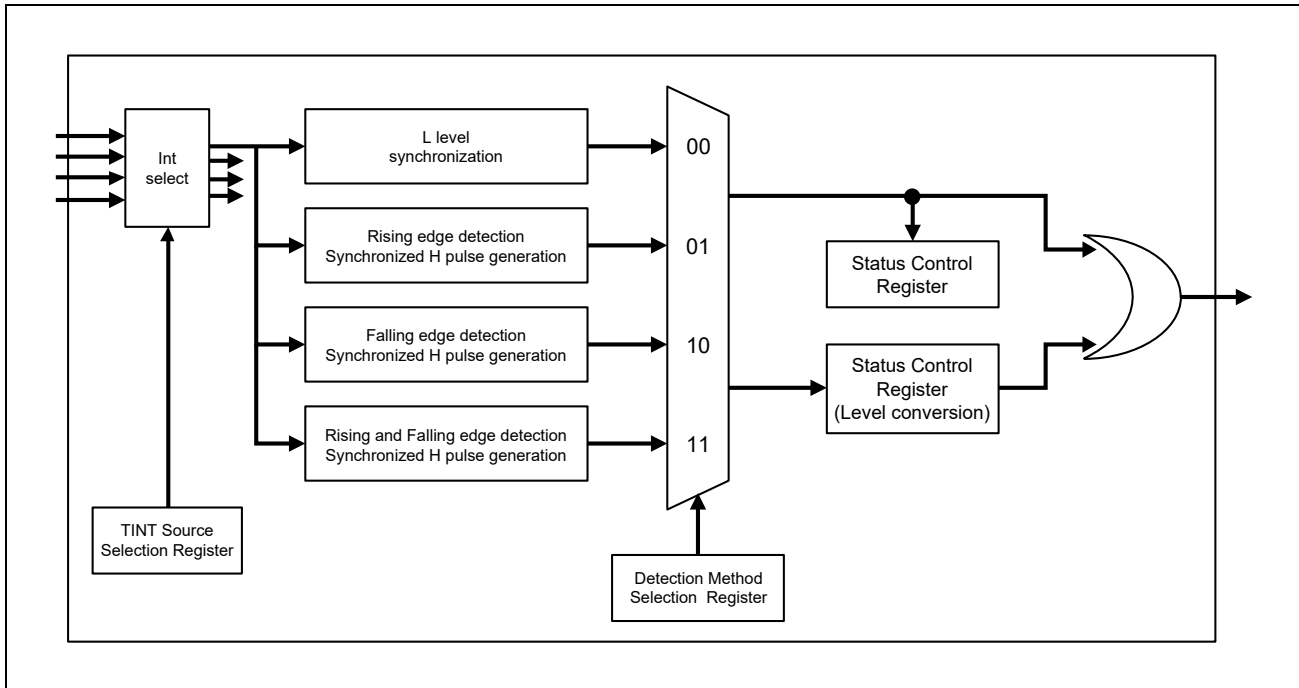 Int
select
L level
synchronization
Rising edge detection
Synchronized H pulse generation
Falling edge detection
Synchronized H pulse generation
Rising and Falling edge detection
Synchronized H pulse generation
00
01
10
11
Status Control
Register
Status Control
Register
(Level conversion)
TINT Source
Selection Register
Detection Method
Selection Register